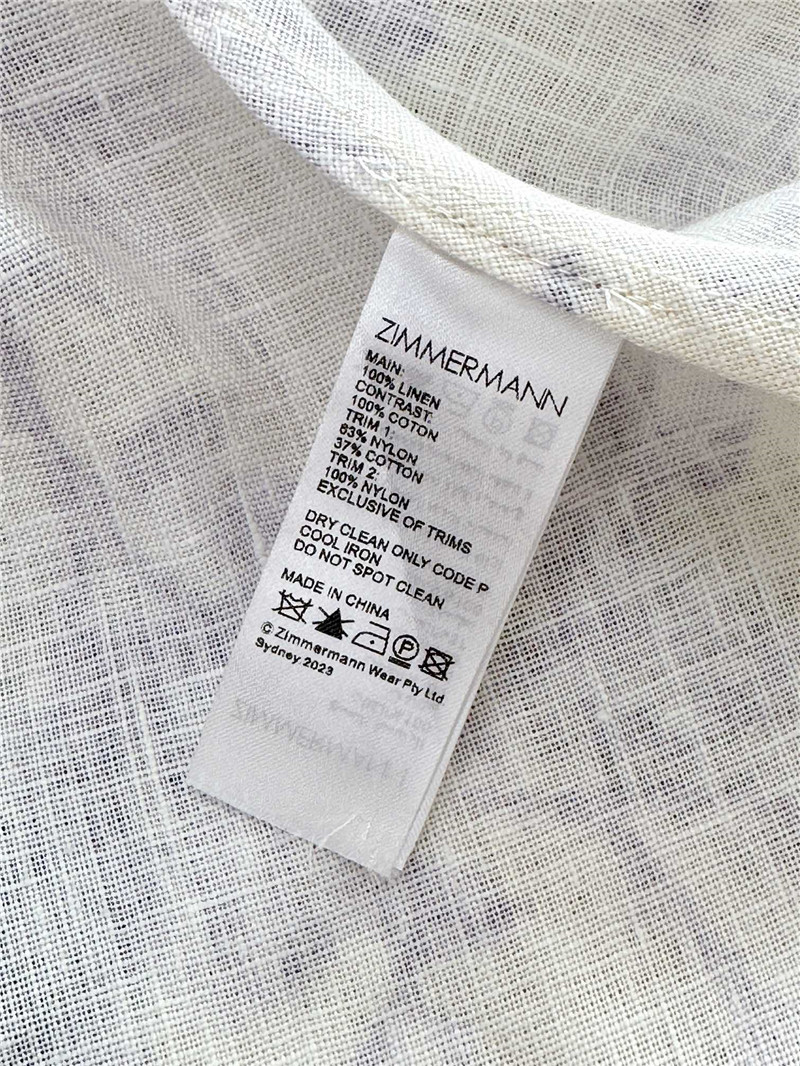 ZIMMERMANN
MAIN:
100% LINEN
CONTRAST:
100% COTON
TRIM 1:
63% NYLON
37% COTTON
TRIM 2:
100% NYLON
EXCLUSIVE OF TRIMS
DRY CLEAN ONLY CODE P
COOL IRON
DO NOT SPOT CLEAN
MADE IN CHINA
P
© Zimmermann Wear Pty Ltd
Sydney 2023
ZIMMERMANN